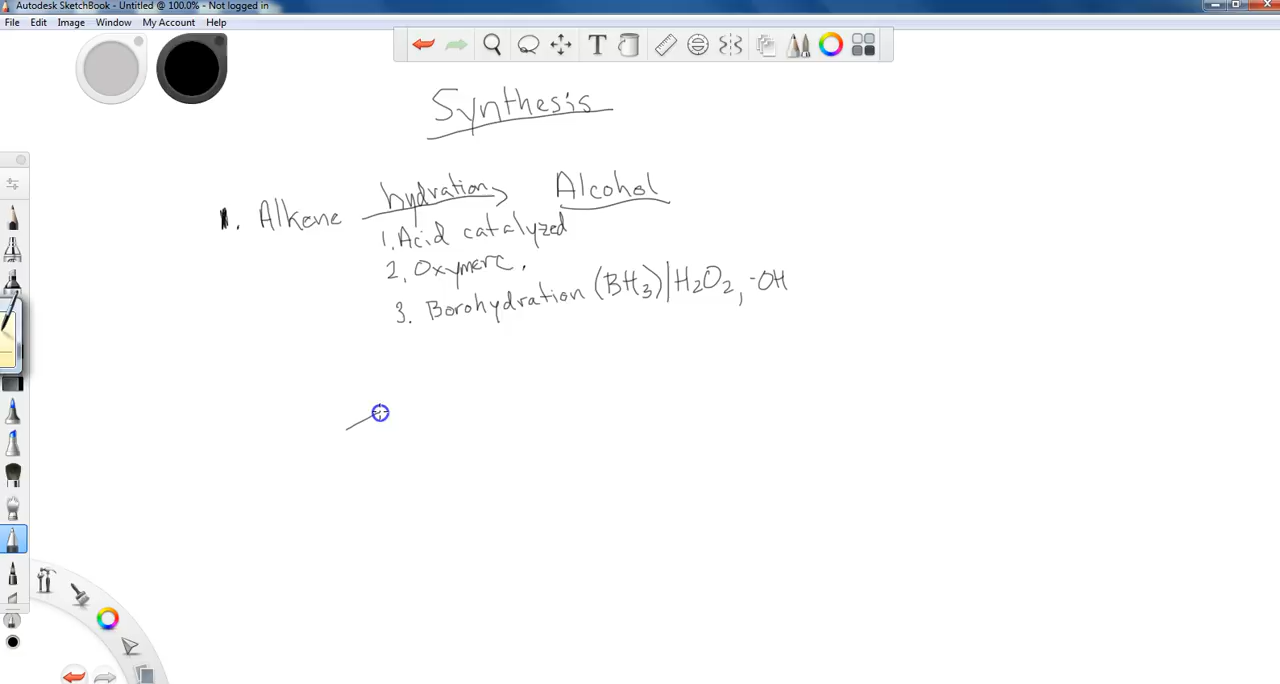 Autodesk SketchBook - Untitled @ 100.0% - Not logged in
File Edit Image Window My Account Help
Synthesis
1. Alkene hydration Alcohol
1. Acid catalyzed
2. Oxymerc.
3. Borohydration (BH3)|H2O2, -OH